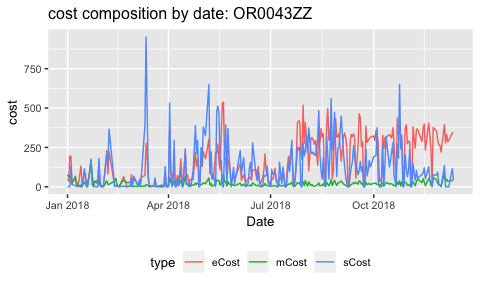 cost composition by date: OR0043ZZ
cost
750
500
250
0
Jan 2018 Apr 2018 Jul 2018 Oct 2018
Date
type eCost mCost sCost